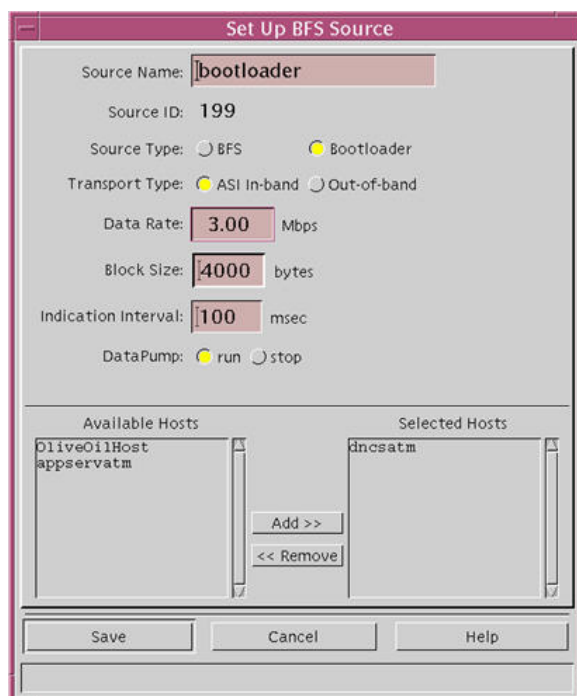 Set Up BFS Source
Source Name: bootloader
Source ID: 199
Source Type: BFS Bootloader
Transport Type: ASI In-band Out-of-band
Data Rate: 3.00 Mbps
Block Size: 4000 bytes
Indication Interval: 100 msec
DataPump: run stop
Available Hosts Selected Hosts
OliveOilHost dncsatm
appservatm
Add >>
<< Remove
Save Cancel Help